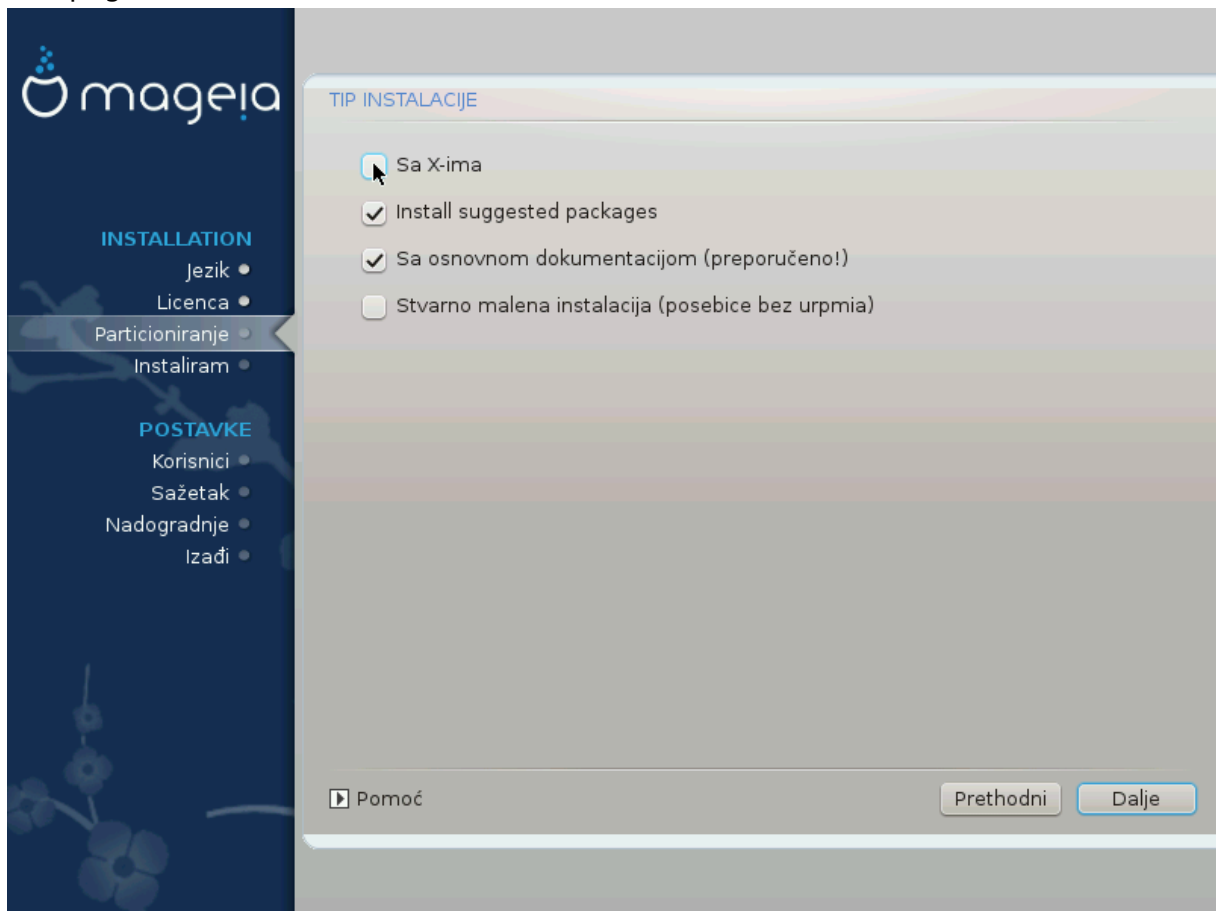 mageia
INSTALLATION
Jezik
Licenca
Particioniranje
Instaliram
POSTAVKE
Korisnici
Sažetak
Nadogradnje
Izađi
TIP INSTALACIJE
Sa X-ima
Install suggested packages
Sa osnovnom dokumentacijom (preporučeno!)
Stvarno malena instalacija (posebice bez urpmia)
Pomoć
Prethodni
Dalje